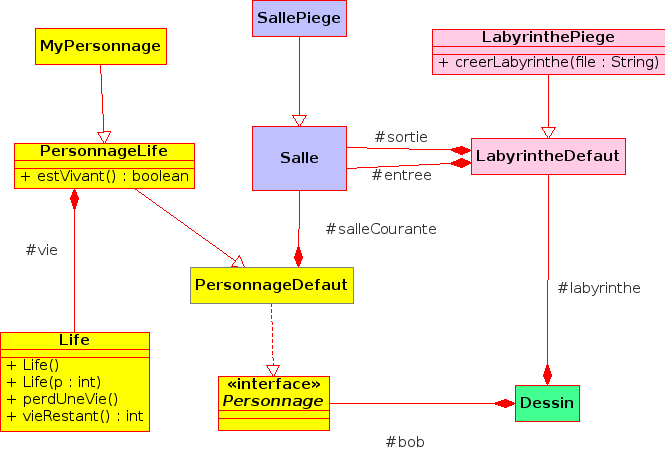 SallePiege
LabyrinthePiege
+ creerLabyrinthe(file : String)
MyPersonnage
#sortie
PersonnageLife
+ estVivant() : boolean
Salle
LabyrintheDefaut
#entree
#salleCourante
#vie
PersonnageDefaut
#labyrinthe
Life
+ Life()
+ Life(p : int)
+ perdUneVie()
+ vieRestant() : int
«interface»
Personnage
Dessin
#bob